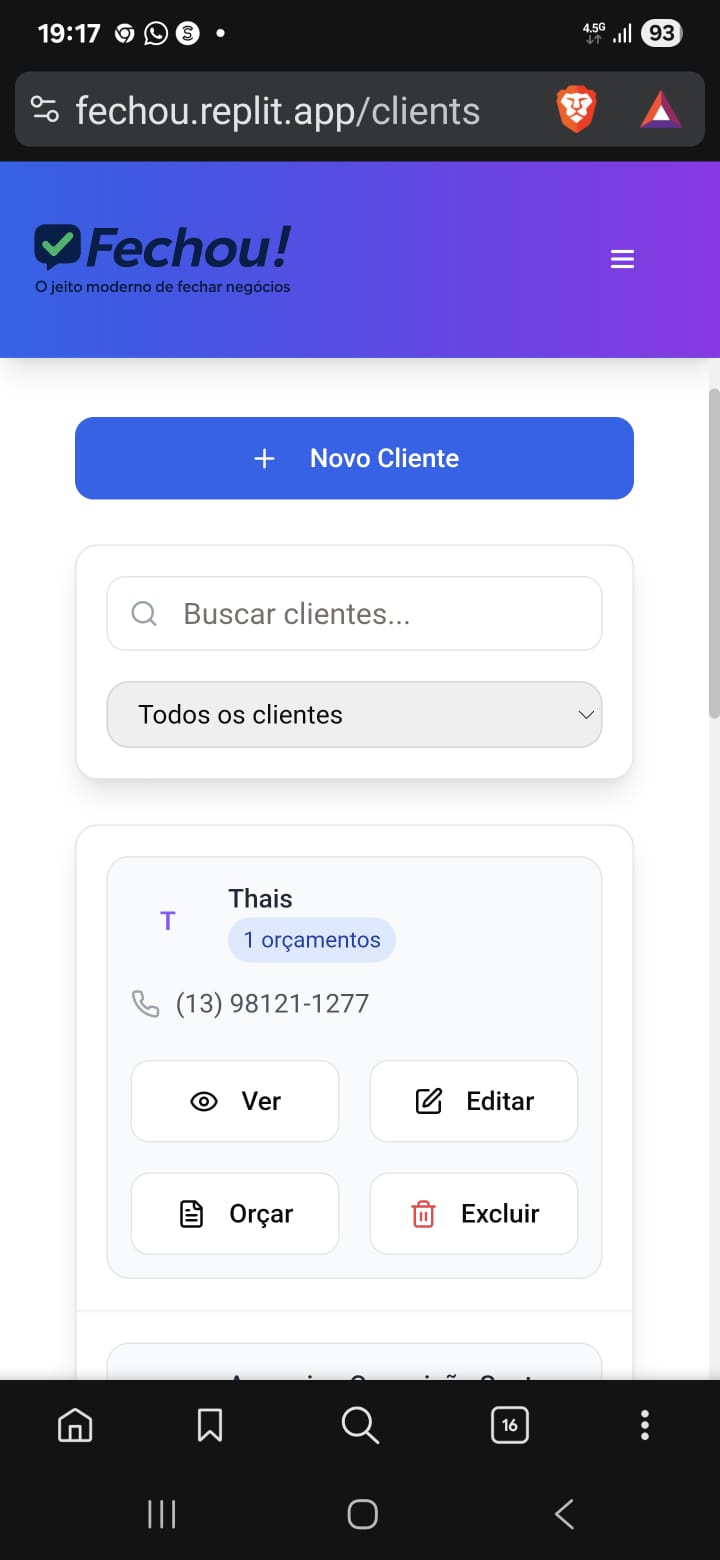 19:17
4.5G
93
fechou.replit.app/clients
Fechou!
O jeito moderno de fechar negócios
+ Novo Cliente
Buscar clientes...
Todos os clientes
T
Thais
1 orçamentos
(13) 98121-1277
Ver
Editar
Orçar
Excluir
16